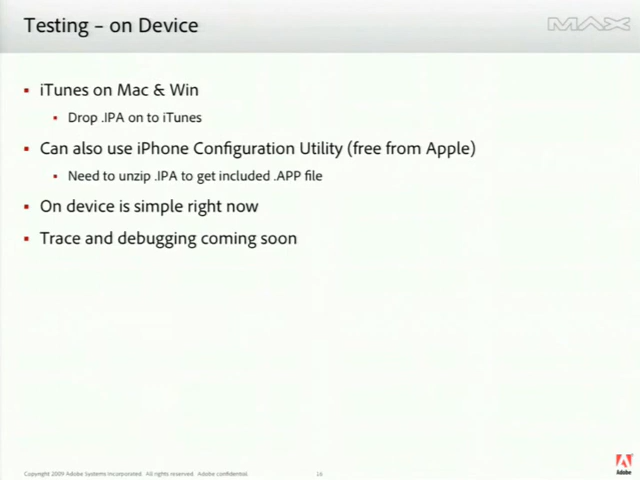 Testing – on Device
MAX
▪ iTunes on Mac & Win
▪ Drop .IPA on to iTunes
▪ Can also use iPhone Configuration Utility (free from Apple)
▪ Need to unzip .IPA to get included .APP file
▪ On device is simple right now
▪ Trace and debugging coming soon
Copyright 2009 Adobe Systems Incorporated. All rights reserved. Adobe confidential.
16
Adobe